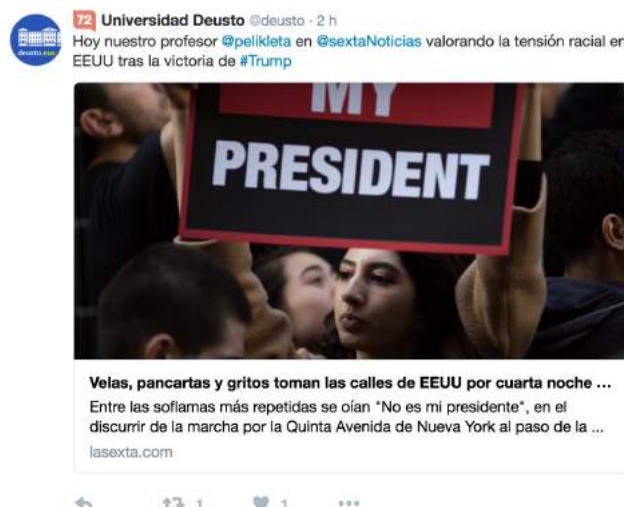 72 Universidad Deusto @deusto · 2 h
Hoy nuestro profesor @pelikleta en @sextaNoticias valorando la tensión racial en
EEUU tras la victoria de #Trump
deusto.eus
MY
PRESIDENT
Velas, pancartas y gritos toman las calles de EEUU por cuarta noche ...
Entre las soflamas más repetidas se oían "No es mi presidente", en el
discurrir de la marcha por la Quinta Avenida de Nueva York al paso de la ...
lasexta.com
1 1